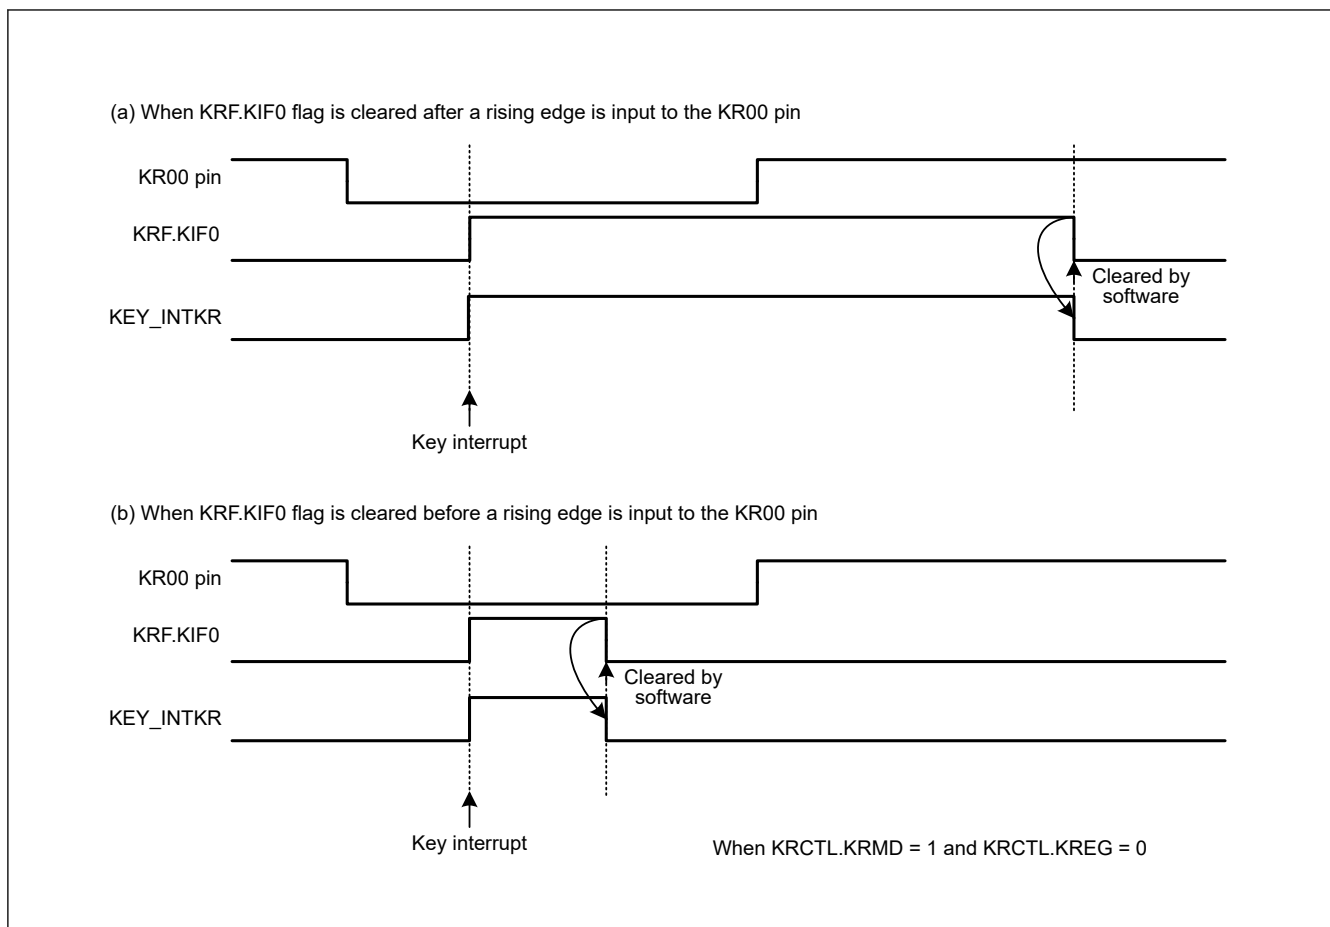 (a) When KRF.KIF0 flag is cleared after a rising edge is input to the KR00 pin
KR00 pin
KRF.KIF0
Cleared by
software
KEY_INTKR
Key interrupt
(b) When KRF.KIF0 flag is cleared before a rising edge is input to the KR00 pin
KR00 pin
KRF.KIF0
Cleared by
software
KEY_INTKR
Key interrupt
When KRCTL.KRMD = 1 and KRCTL.KREG = 0